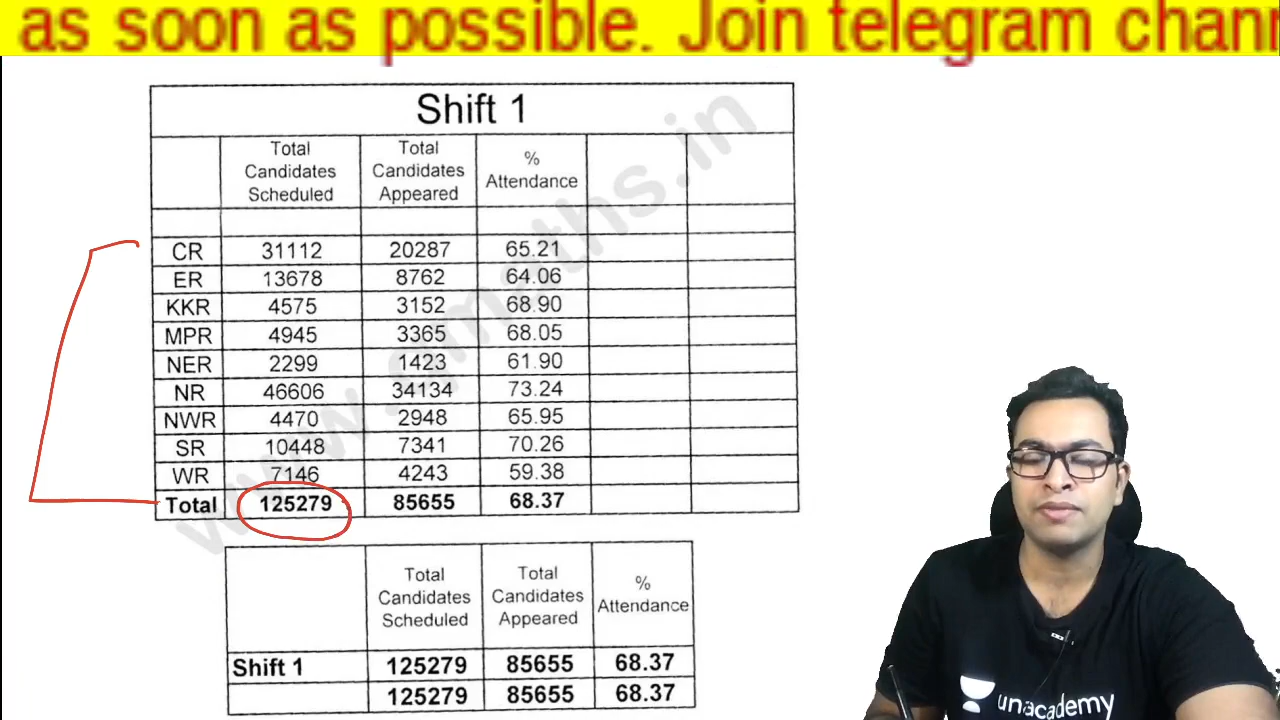 as soon as possible. Join telegram chann
Shift 1
Total Candidates Scheduled Total Candidates Appeared % Attendance
CR 31112 20287 65.21
ER 13678 8762 64.06
KKR 4575 3152 68.90
MPR 4945 3365 68.05
NER 2299 1423 61.90
NR 46606 34134 73.24
NWR 4470 2948 65.95
SR 10448 7341 70.26
WR 7146 4243 59.38
Total 125279 85655 68.37
Total Candidates Scheduled Total Candidates Appeared % Attendance
Shift 1 125279 85655 68.37
125279 85655 68.37
unacademy